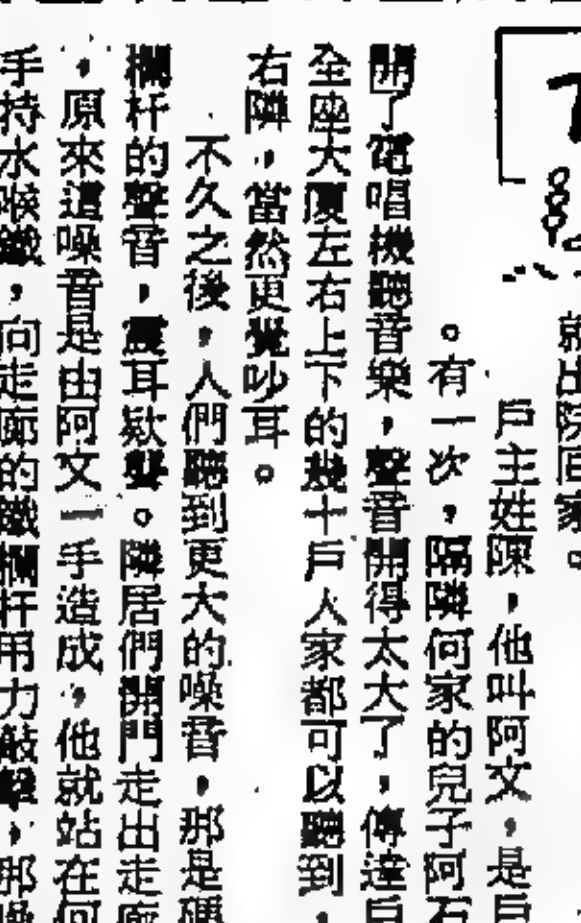 就出院回家。
戶主姓陳，他叫阿文，是戶
。有一次，隔隣何家的兒子阿石
開了電唱機聽音樂，聲音開得太大了，傳達戶
全座大廈左右上下的幾十戶人家都可以聽到，
右隣，當然更覺吵耳。
不久之後，人們聽到更大的噪音，那是硬
欄杆的聲音，震耳欲聾。隣居們開門走出走廊
，原來這噪音是由阿文一手造成，他就站在何
手持水喉鐵，向走廊的鐵欄杆用力敲擊，那噪